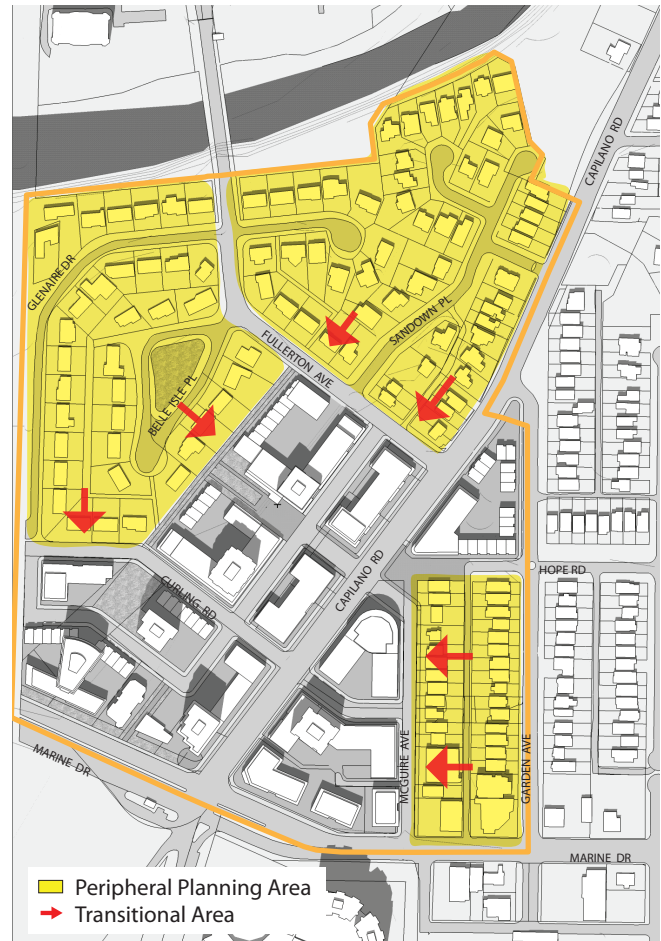 CAPILANO RD
GLENAIRE DR
SANDOWN PL
FULLERTON AVE
BELLE ISLE PL
HOPE RD
CURLING RD
CAPILANO RD
MCGUIRE AVE
GARDEN AVE
MARINE DR
MARINE DR
Peripheral Planning Area
Transitional Area